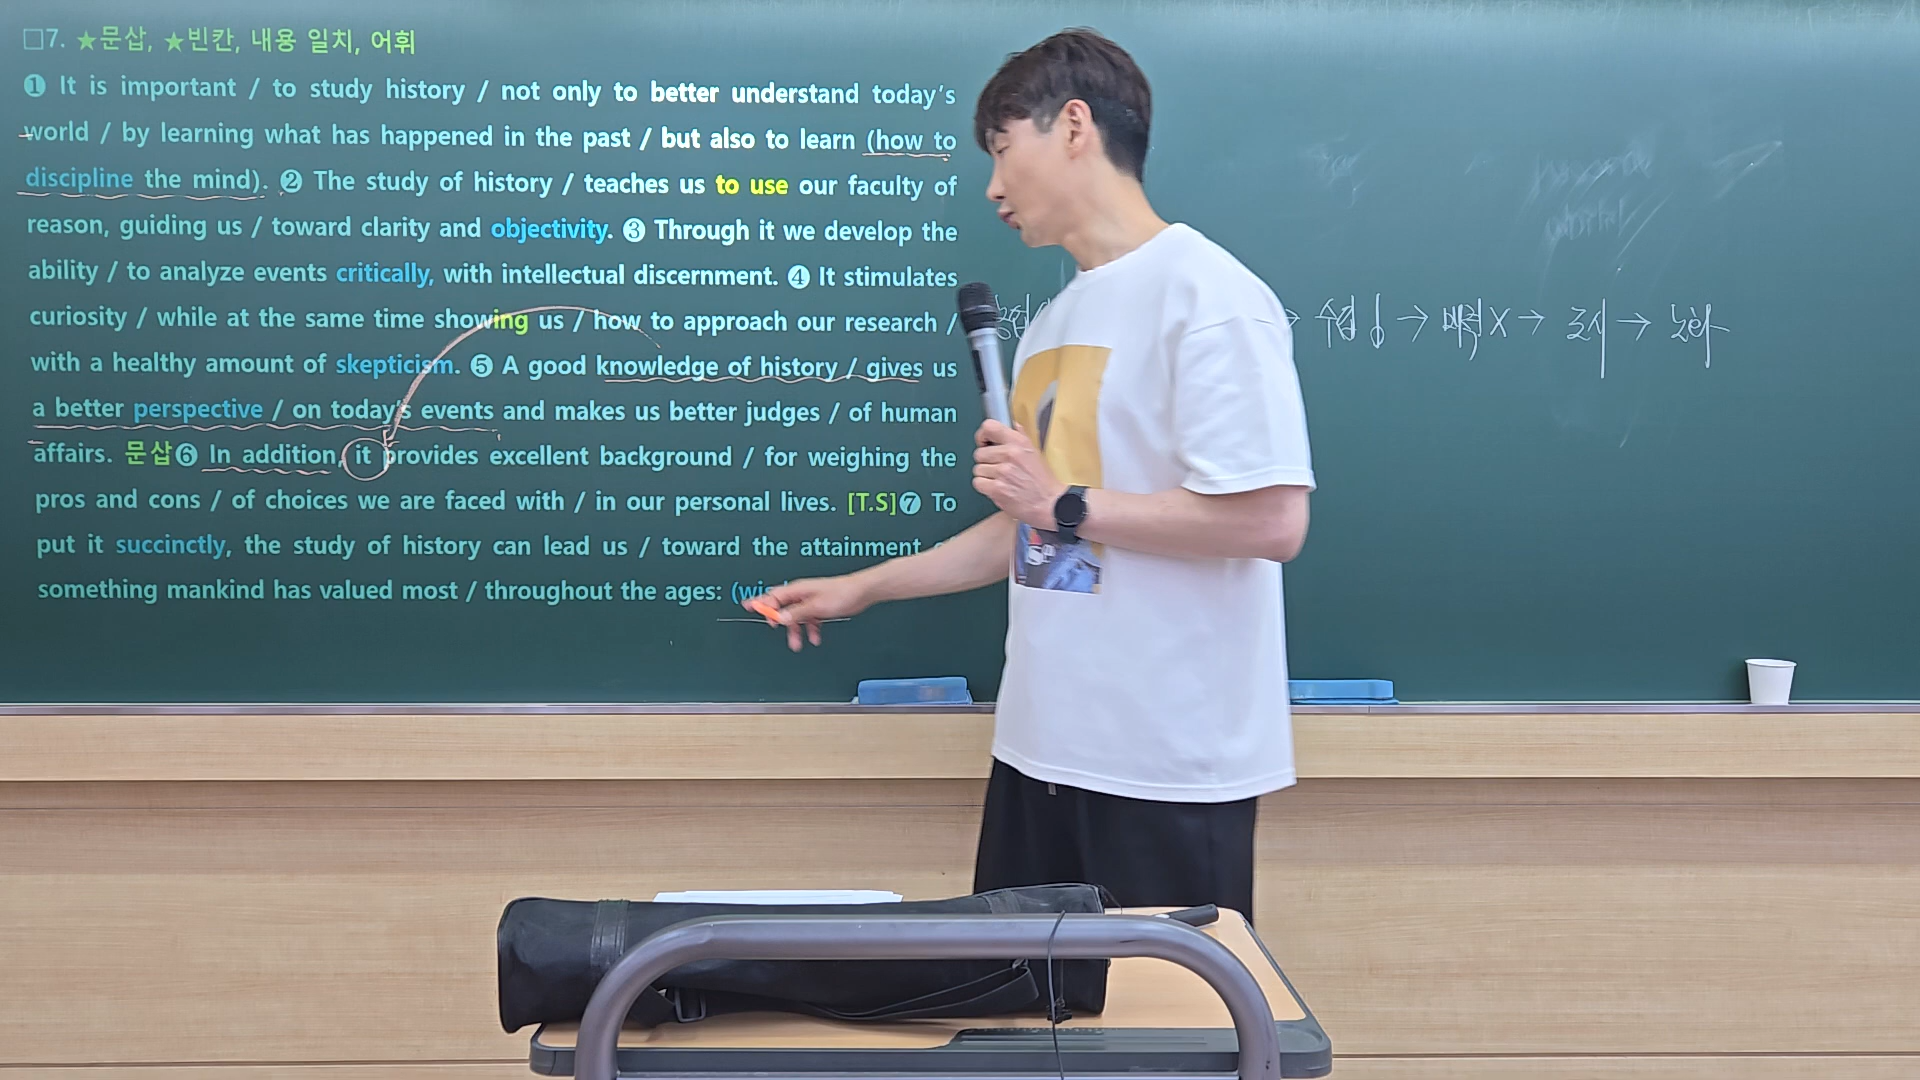 □7. ★문삽, ★빈칸, 내용 일치, 어휘
❶ It is important / to study history / not only to better understand today's
world / by learning what has happened in the past / but also to learn (how to
discipline the mind). ❷ The study of history / teaches us to use our faculty of
reason, guiding us / toward clarity and objectivity. ❸ Through it we develop the
ability / to analyze events critically, with intellectual discernment. ❹ It stimulates
curiosity / while at the same time showing us / how to approach our research /
with a healthy amount of skepticism. ❺ A good knowledge of history / gives us
a better perspective / on today's events and makes us better judges / of human
affairs. 문삽❻ In addition, it provides excellent background / for weighing the
pros and cons / of choices we are faced with / in our personal lives. [T.S]❼ To
put it succinctly, the study of history can lead us / toward the attainment
something mankind has valued most / throughout the ages: (wis
→ → X → →